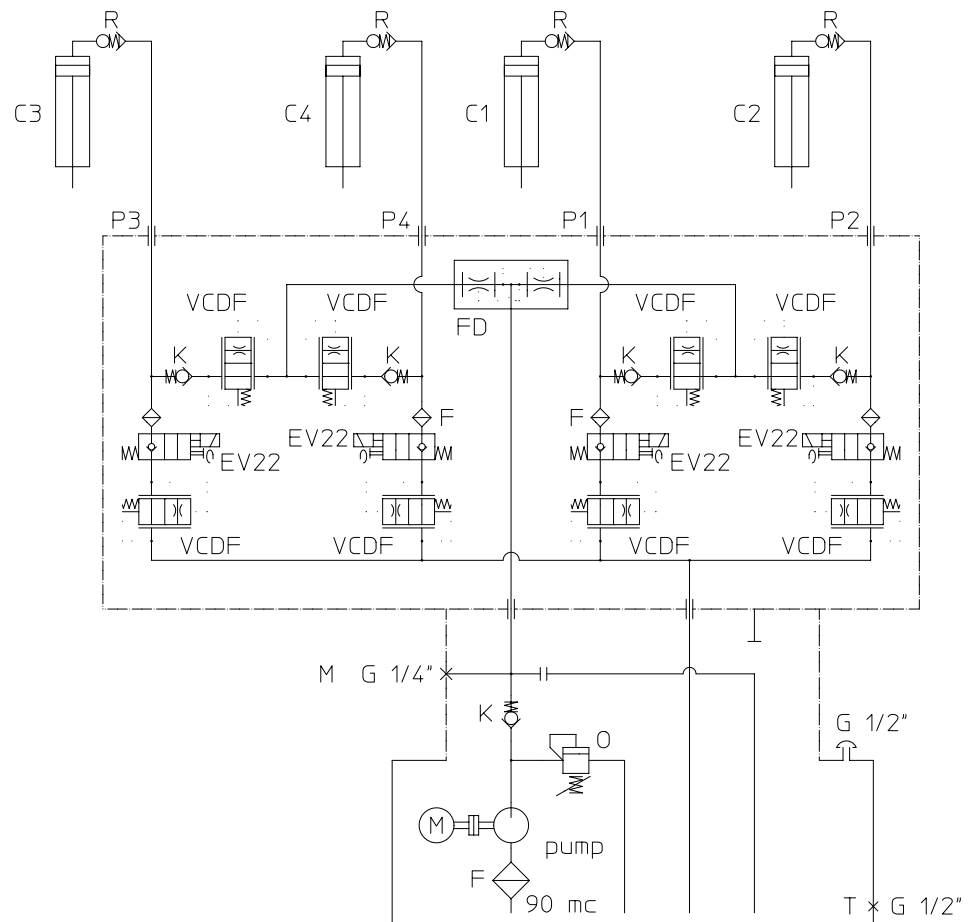 R R R R
C3 C4 C1 C2
P3 P4 P1 P2
VCDF VCDF VCDF VCDF
FD
K K K K
F F
EV22 EV22 EV22 EV22
VCDF VCDF VCDF VCDF
M G 1/4"
K
O
G 1/2"
M
pump
F
90 mc
T G 1/2"